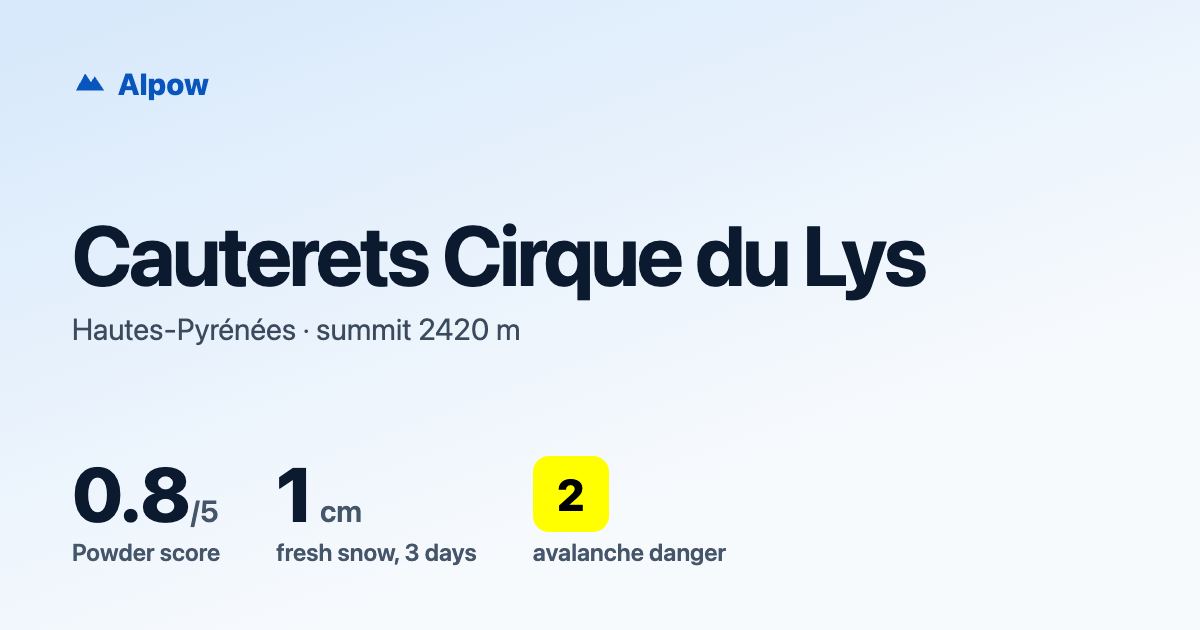 Alpow
Cauterets Cirque du Lys
Hautes-Pyrénées · summit 2420 m
0.8/5 1 cm 2
Powder score fresh snow, 3 days avalanche danger